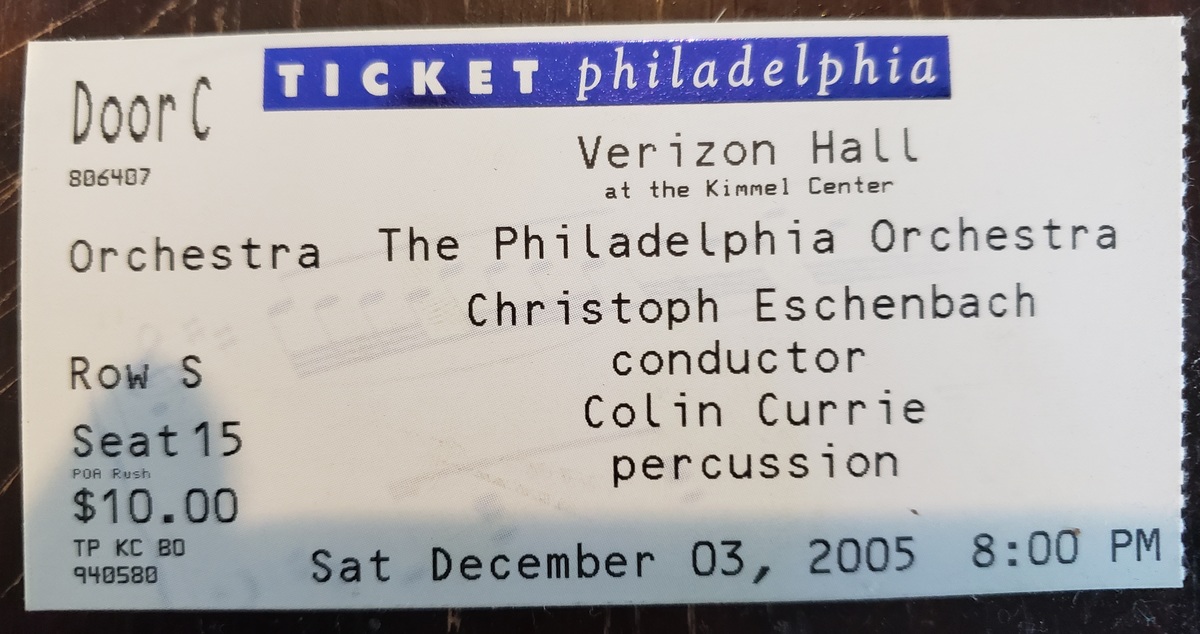 TICKET philadelphia
Door C
806407
Verizon Hall
at the Kimmel Center
Orchestra
The Philadelphia Orchestra
Christoph Eschenbach
conductor
Colin Currie
percussion
Row S
Seat 15
POA Rush
$10.00
TP KC BO
940580
Sat December 03, 2005 8:00 PM